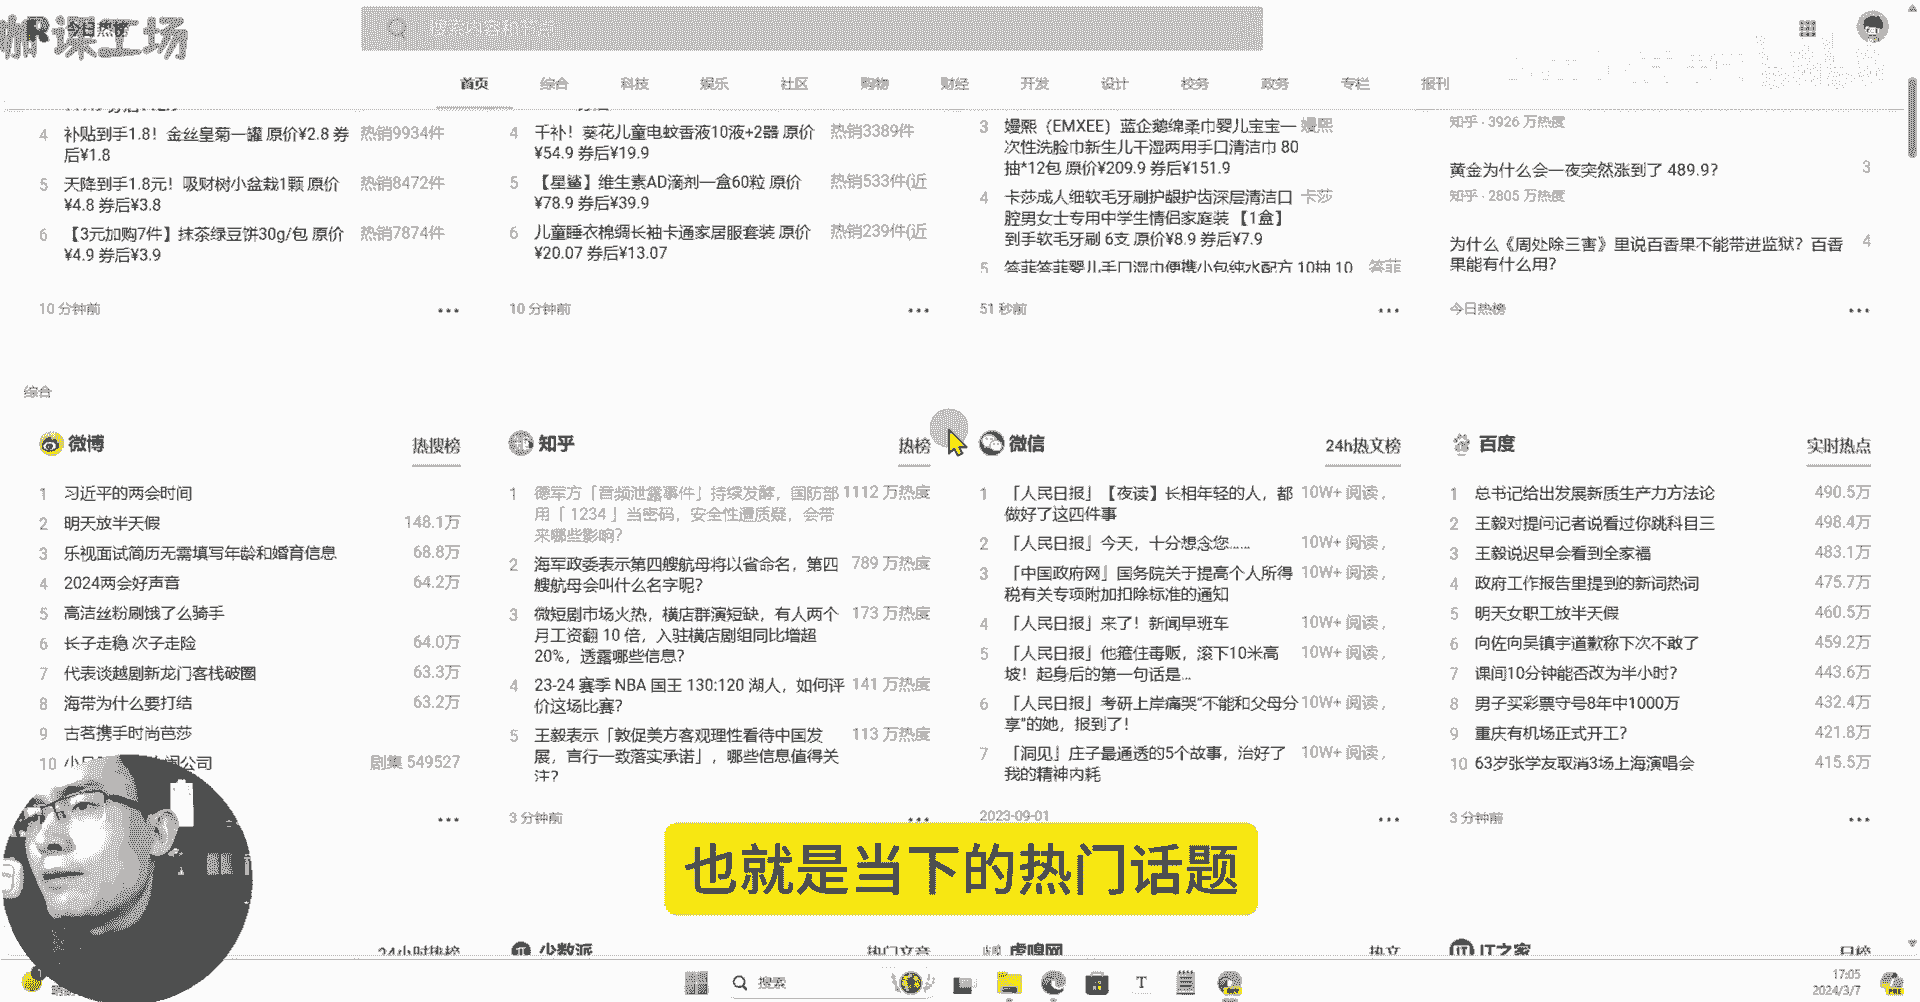 课工场
今日热榜
搜索内容和节点
首页 综合 科技 娱乐 社区 购物 财经 开发 设计 校务 政务 专栏 报刊
4 补贴到手1.8！金丝皇菊一罐 原价¥2.8 券 热销9934件
后¥1.8
5 天降到手1.8元！吸财树小盆栽1颗 原价 热销8472件
¥4.8 券后¥3.8
6 【3元加购7件】抹茶绿豆饼30g/包 原价 热销7874件
¥4.9 券后¥3.9
10 分钟前
4 千补！葵花儿童电蚊香液10液+2器 原价 热销3389件
¥54.9 券后¥19.9
5 【星鲨】维生素AD滴剂一盒60粒 原价 热销533件(近
¥78.9 券后¥39.9
6 儿童睡衣棉绸长袖卡通家居服套装 原价 热销239件(近
¥20.07 券后¥13.07
10 分钟前
3 嫚熙（EMXEE）蓝企鹅绵柔巾婴儿宝宝一 嫚熙
次性洗脸巾新生儿干湿两用手口清洁巾 80
抽*12包 原价¥209.9 券后¥151.9
4 卡莎成人细软毛牙刷护龈护齿深层清洁口 卡莎
腔男女士专用中学生情侣家庭装 【1盒】
到手软毛牙刷 6支 原价¥8.9 券后¥7.9
5 答菲答菲婴儿手口湿巾便携小包纯水配方 10抽 10 答菲
51 秒前
知乎 · 3926 万热度
黄金为什么会一夜突然涨到了 489.9？ 3
知乎 · 2805 万热度
为什么《周处除三害》里说百香果不能带进监狱？百香 4
果能有什么用？
今日热榜
综合
微博 热搜榜
1 习近平的两会时间
2 明天放半天假 148.1万
3 乐视面试简历无需填写年龄和婚育信息 68.8万
4 2024两会好声音 64.2万
5 高洁丝粉刷饿了么骑手
6 长子走稳 次子走险 64.0万
7 代表谈越剧新龙门客栈破圈 63.3万
8 海带为什么要打结 63.2万
9 古茗携手时尚芭莎
10 公司 剧集 549527
知乎 热榜
1 德军方「音频泄露事件」持续发酵，国防部 1112 万热度
用「 1234 」当密码，安全性遭质疑，会带
来哪些影响？
2 海军政委表示第四艘航母将以省命名，第四 789 万热度
艘航母会叫什么名字呢？
3 微短剧市场火热，横店群演短缺，有人两个 173 万热度
月工资翻 10 倍，入驻横店剧组同比增超
20%，透露哪些信息？
4 23-24 赛季 NBA 国王 130:120 湖人，如何评 141 万热度
价这场比赛？
5 王毅表示「敦促美方客观理性看待中国发 113 万热度
展，言行一致落实承诺」，哪些信息值得关
注？
3 分钟前
微信 24h热文榜
1 「人民日报」【夜读】长相年轻的人，都 10W+ 阅读，
做好了这四件事
2 「人民日报」今天，十分想念您…… 10W+ 阅读，
3 「中国政府网」国务院关于提高个人所得 10W+ 阅读，
税有关专项附加扣除标准的通知
4 「人民日报」来了！新闻早班车 10W+ 阅读，
5 「人民日报」他箍住毒贩，滚下10米高 10W+ 阅读，
坡！起身后的第一句话是...
6 「人民日报」考研上岸痛哭“不能和父母分 10W+ 阅读，
享”的她，报到了！
7 「洞见」庄子最通透的5个故事，治好了 10W+ 阅读，
我的精神内耗
2023-09-01
百度 实时热点
1 总书记给出发展新质生产力方法论 490.5万
2 王毅对提问记者说看过你跳科目三 498.4万
3 王毅说迟早会看到全家福 483.1万
4 政府工作报告里提到的新词热词 475.7万
5 明天女职工放半天假 460.5万
6 向佐向吴镇宇道歉称下次不敢了 459.2万
7 课间10分钟能否改为半小时？ 443.6万
8 男子买彩票守号8年中1000万 432.4万
9 重庆有机场正式开工？ 421.8万
10 63岁张学友取消3场上海演唱会 415.5万
3 分钟前
也就是当下的热门话题
24小时热榜
少数派 热门文章
虎嗅网 热文
IT之家 日榜
搜索
17:05
2024/3/7